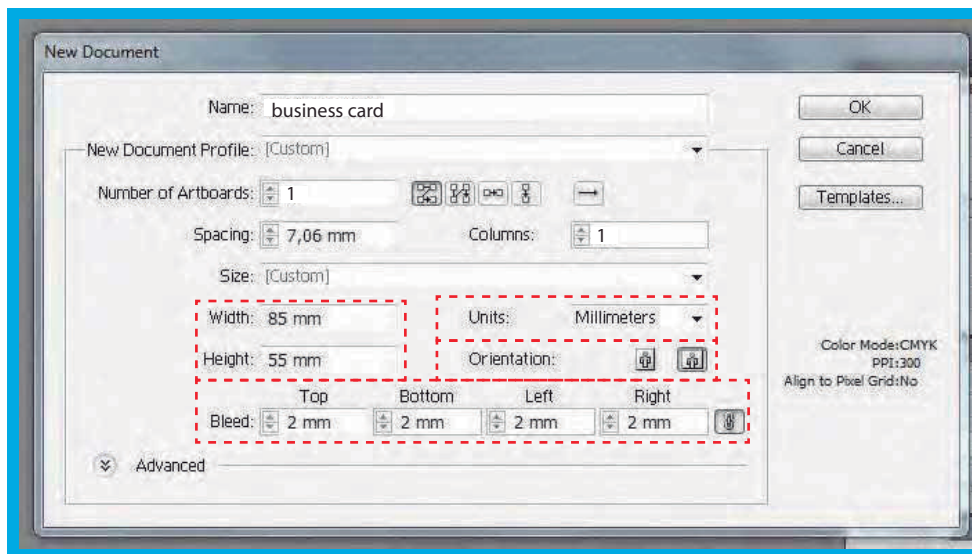 New Document
Name: business card
OK
New Document Profile: [Custom]
Cancel
Number of Artboards: 1
Templates...
Spacing: 7,06 mm Columns: 1
Size: [Custom]
Width: 85 mm Units: Millimeters
Height: 55 mm Orientation:
Color Mode:CMYK
PPI:300
Align to Pixel Grid:No
Top Bottom Left Right
Bleed: 2 mm 2 mm 2 mm 2 mm
Advanced